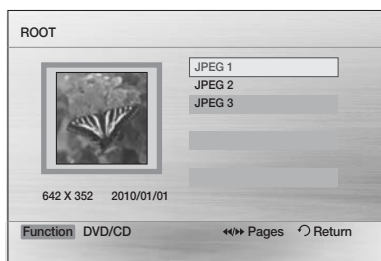 ROOT
JPEG 1
JPEG 2
JPEG 3
642 X 352 2010/01/01
Function DVD/CD ◀◀/▶▶ Pages ↶ Return